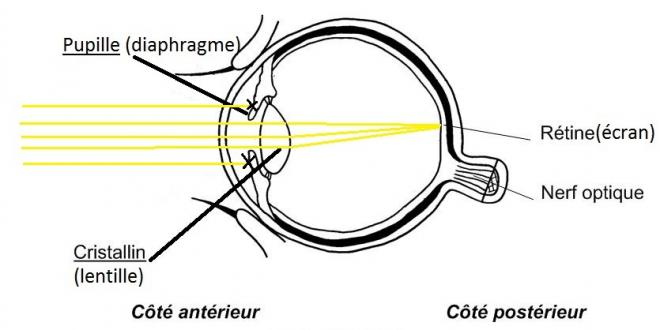 Pupille (diaphragme)
Rétine(écran)
Nerf optique
Cristallin
(lentille)
Côté antérieur
Côté postérieur